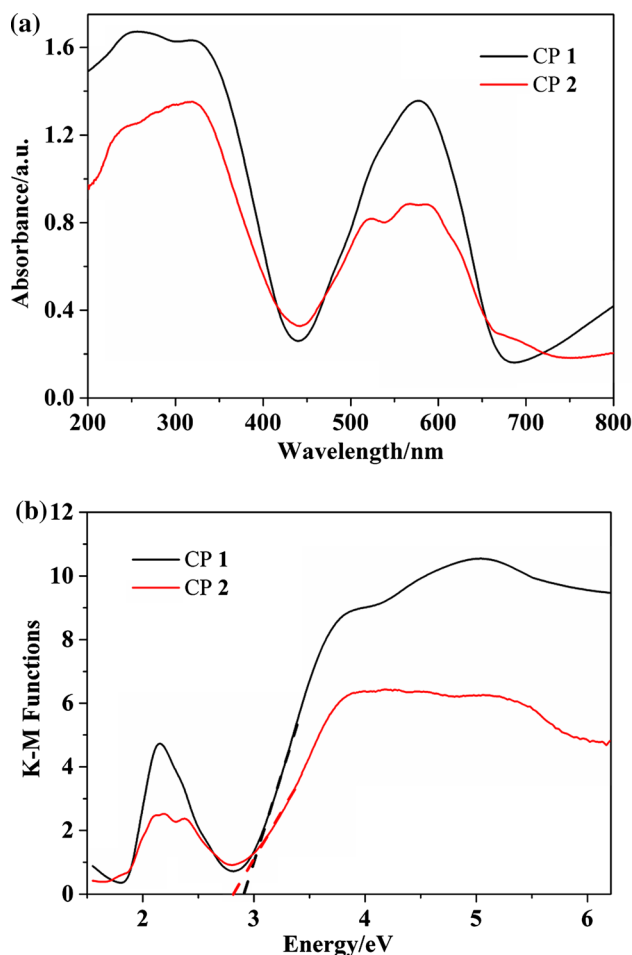 (a)
1.6
1.2
0.8
0.4
0.0
Absorbance/a.u.
CP 1
CP 2
200 300 400 500 600 700 800
Wavelength/nm
(b)
12
10
8
6
4
2
0
K-M Functions
CP 1
CP 2
2 3 4 5 6
Energy/eV